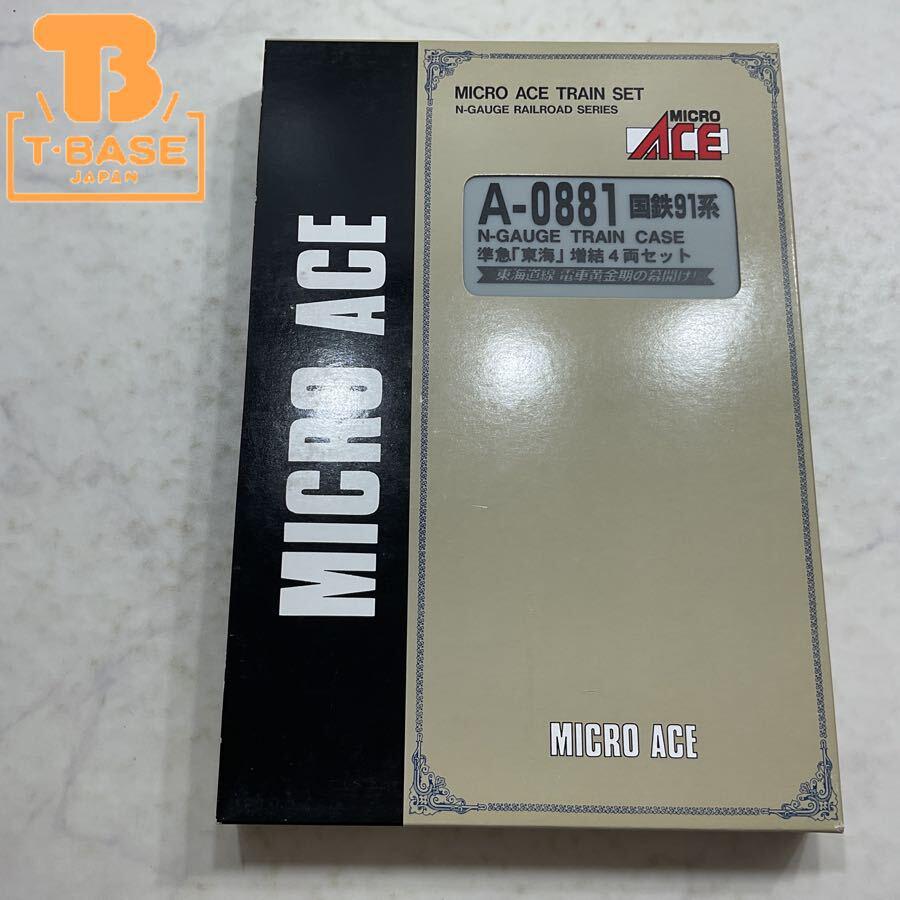 T・BASE
JAPAN
MICRO ACE
MICRO ACE TRAIN SET
N-GAUGE RAILROAD SERIES
MICRO
ACE
A-0881 国鉄91系
N-GAUGE TRAIN CASE
準急「東海」増結4両セット
東海道線 電車黄金期の幕開け!
MICRO ACE